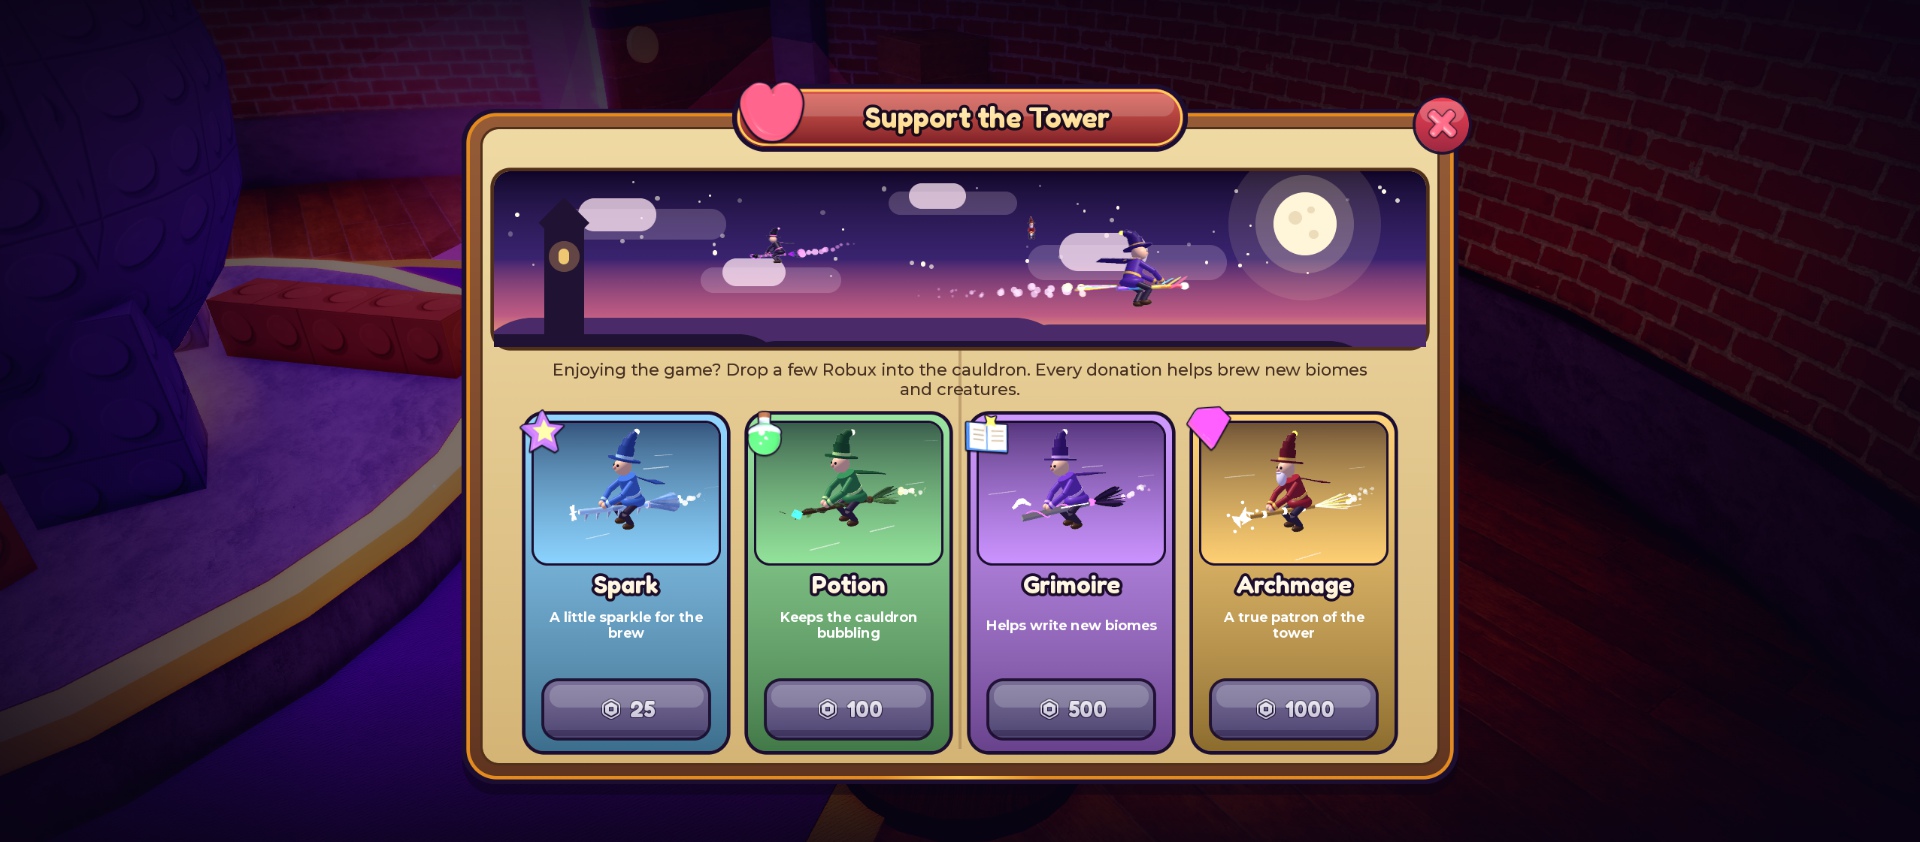 Support the Tower
Enjoying the game? Drop a few Robux into the cauldron. Every donation helps brew new biomes
and creatures.
Spark
A little sparkle for the
brew
25
Potion
Keeps the cauldron
bubbling
100
Grimoire
Helps write new biomes
500
Archmage
A true patron of the
tower
1000